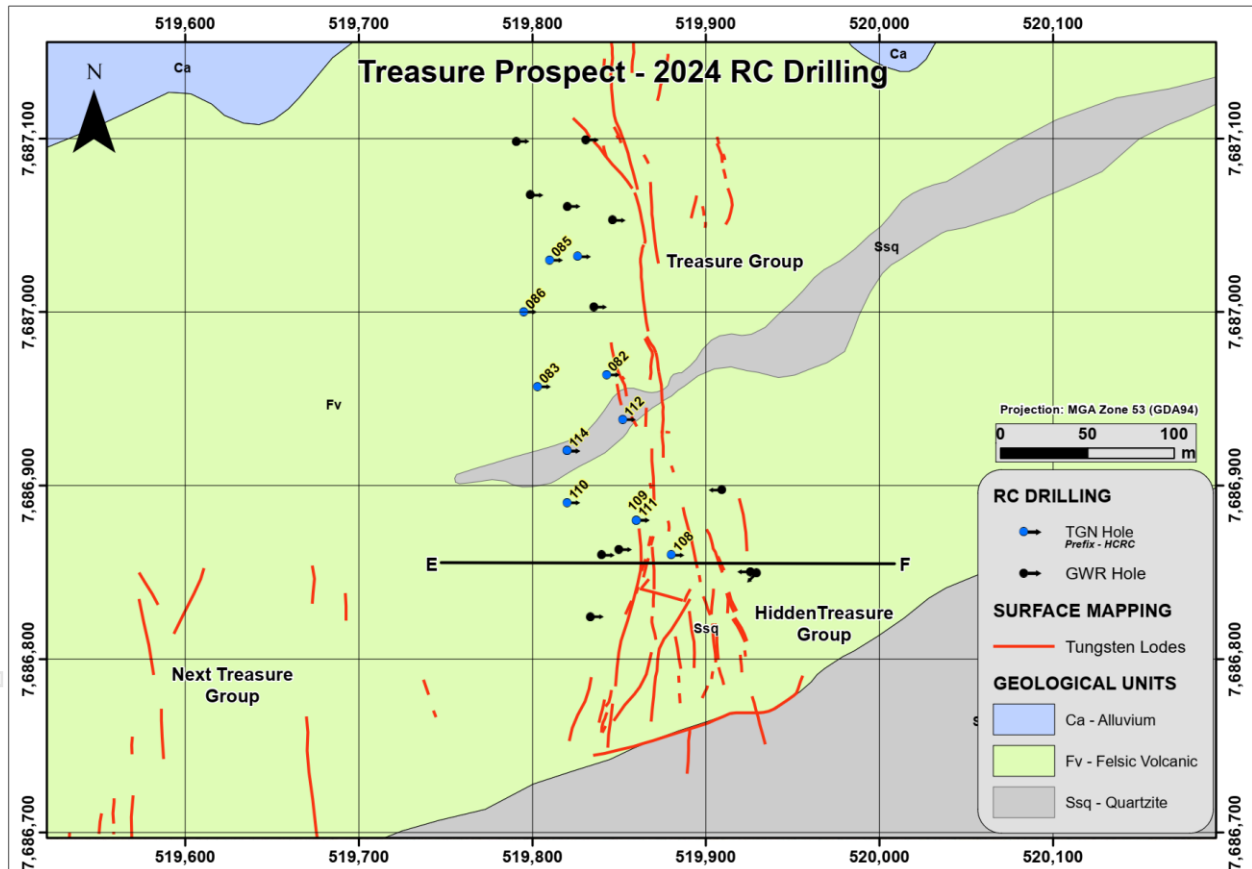 519,600 519,700 519,800 519,900 520,000 520,100
Ca
Ca
N
Treasure Prospect - 2024 RC Drilling
7,687,100
7,687,100
085
Ssq
Treasure Group
086
7,687,000
7,687,000
083
082
Fv
112
Projection: MGA Zone 53 (GDA94)
0 50 100
m
114
7,686,900
7,686,900
110
109
111
108
E
F
RC DRILLING
TGN Hole
Prefix - HCRC
GWR Hole
SURFACE MAPPING
Tungsten Lodes
GEOLOGICAL UNITS
Ca - Alluvium
Fv - Felsic Volcanic
Ssq - Quartzite
HiddenTreasure
Group
Ssq
7,686,800
7,686,800
Next Treasure
Group
S
7,686,700
7,686,700
519,600 519,700 519,800 519,900 520,000 520,100